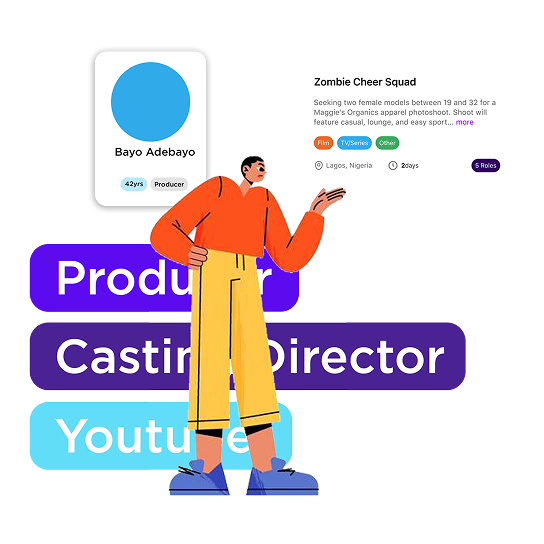 Zombie Cheer Squad
Seeking two female models between 19 and 32 for a
Maggie's Organics apparel photoshoot. Shoot will
feature casual, lounge, and easy sport... more
Film TV/Series Other
Lagos, Nigeria 2days 5 Roles
Bayo Adebayo
42yrs Producer
Director